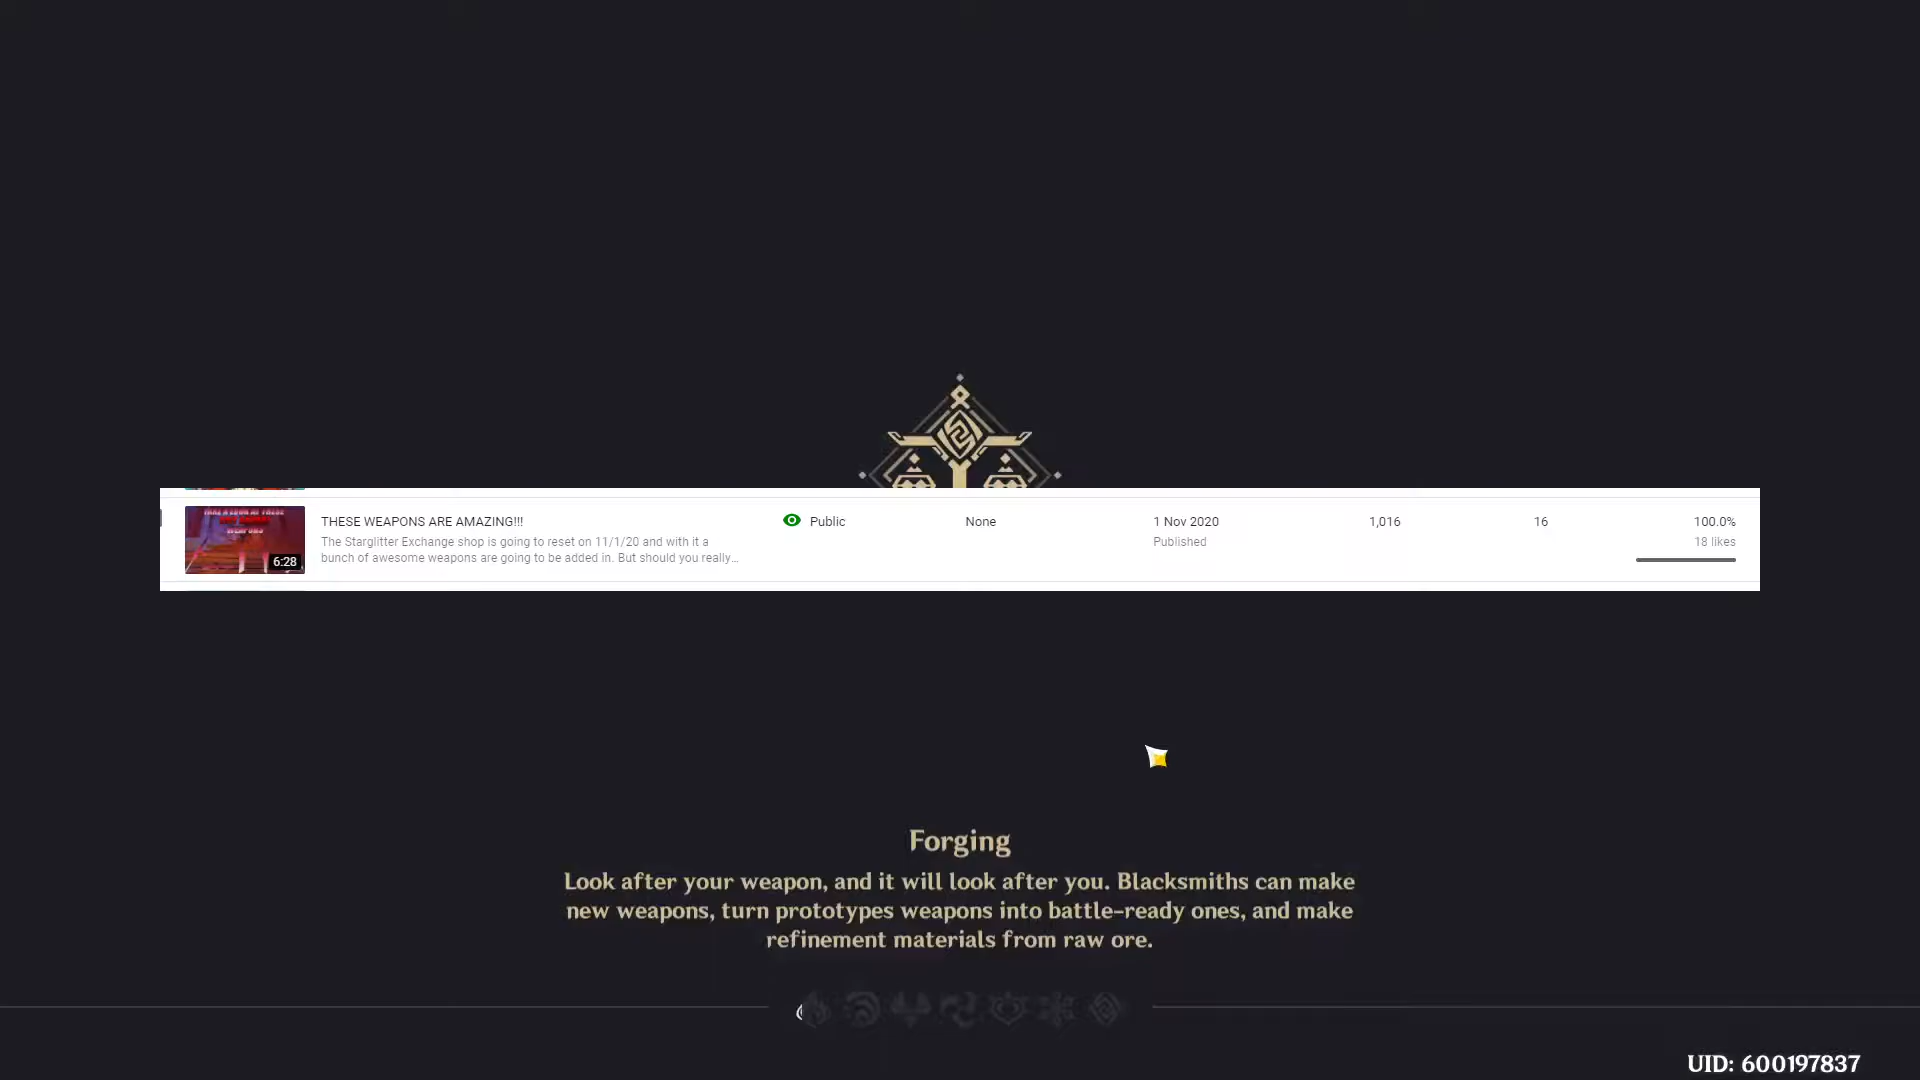 THESE WEAPONS ARE AMAZING!!!
Public
None
1 Nov 2020
1,016
16
100.0%
The Starglitter Exchange shop is going to reset on 11/1/20 and with it a
Published
18 likes
bunch of awesome weapons are going to be added in. But should you really...
6:28
WEAPONS
Forging
Look after your weapon, and it will look after you. Blacksmiths can make
new weapons, turn prototypes weapons into battle-ready ones, and make
refinement materials from raw ore.
UID: 600197837